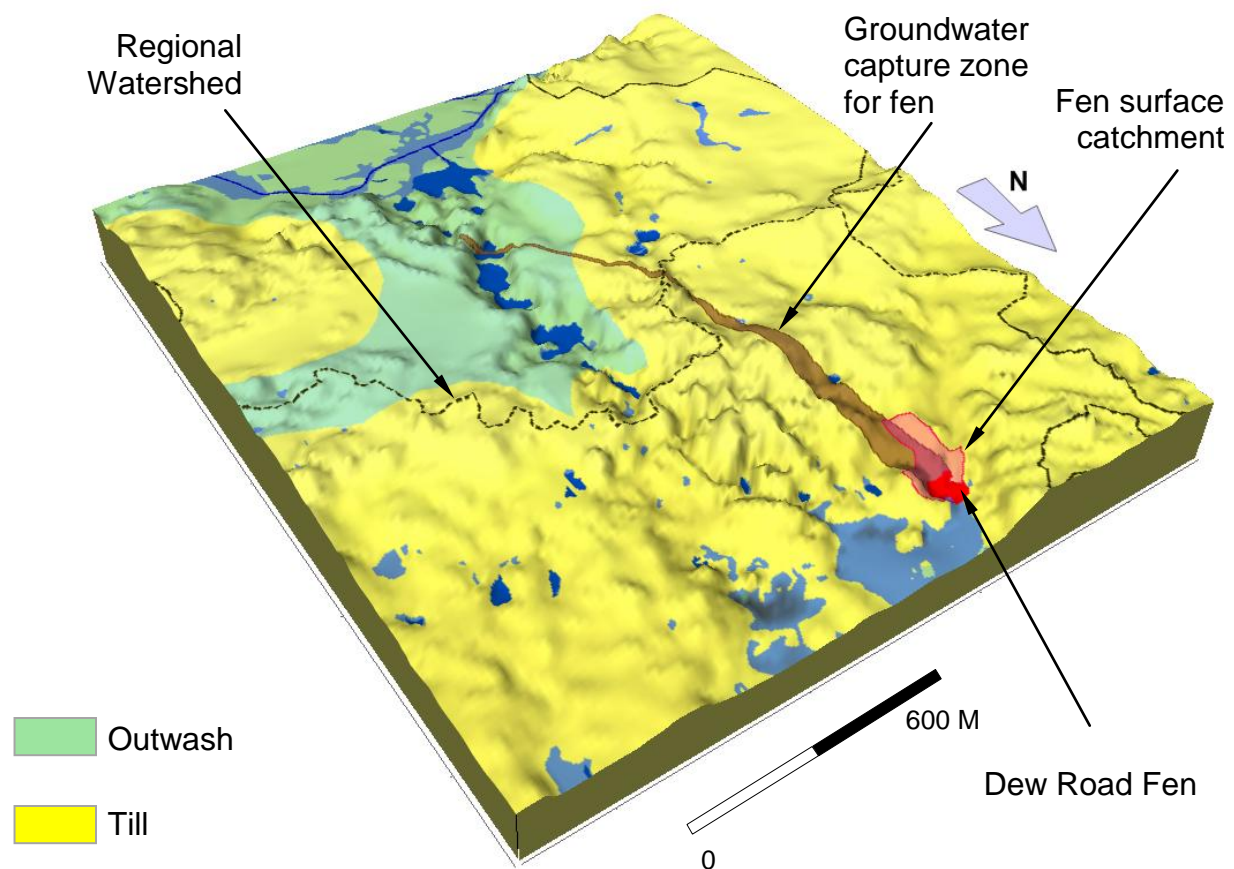 Regional
Watershed
Groundwater
capture zone
for fen
Fen surface
catchment
N
600 M
0
Dew Road Fen
Outwash
Till